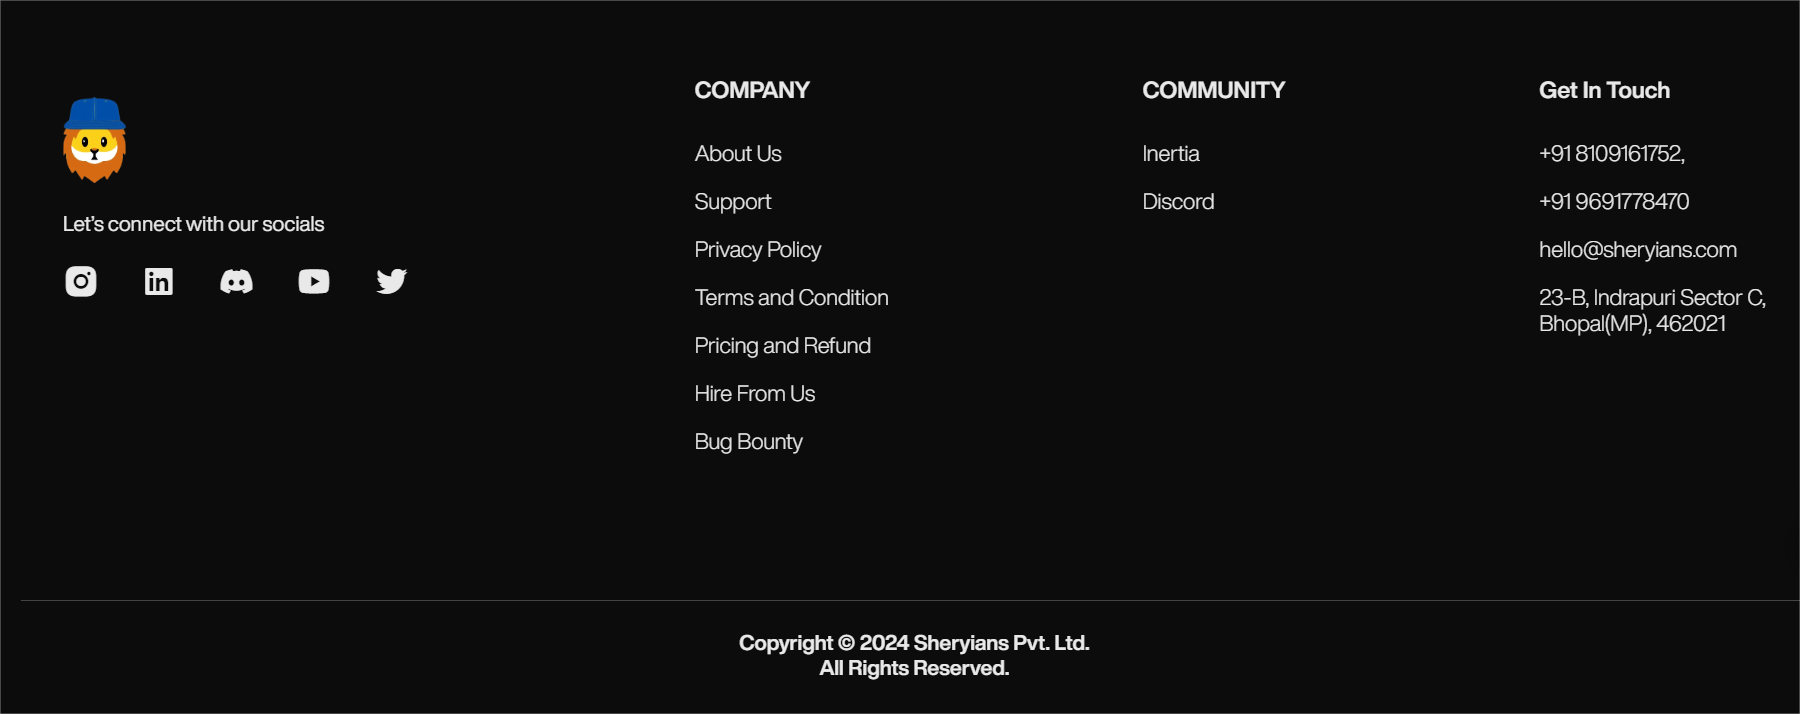 Let's connect with our socials
COMPANY
About Us
Support
Privacy Policy
Terms and Condition
Pricing and Refund
Hire From Us
Bug Bounty
COMMUNITY
Inertia
Discord
Get In Touch
+91 8109161752,
+91 9691778470
hello@sheryians.com
23-B, Indrapuri Sector C,
Bhopal(MP), 462021
Copyright © 2024 Sheryians Pvt. Ltd.
All Rights Reserved.